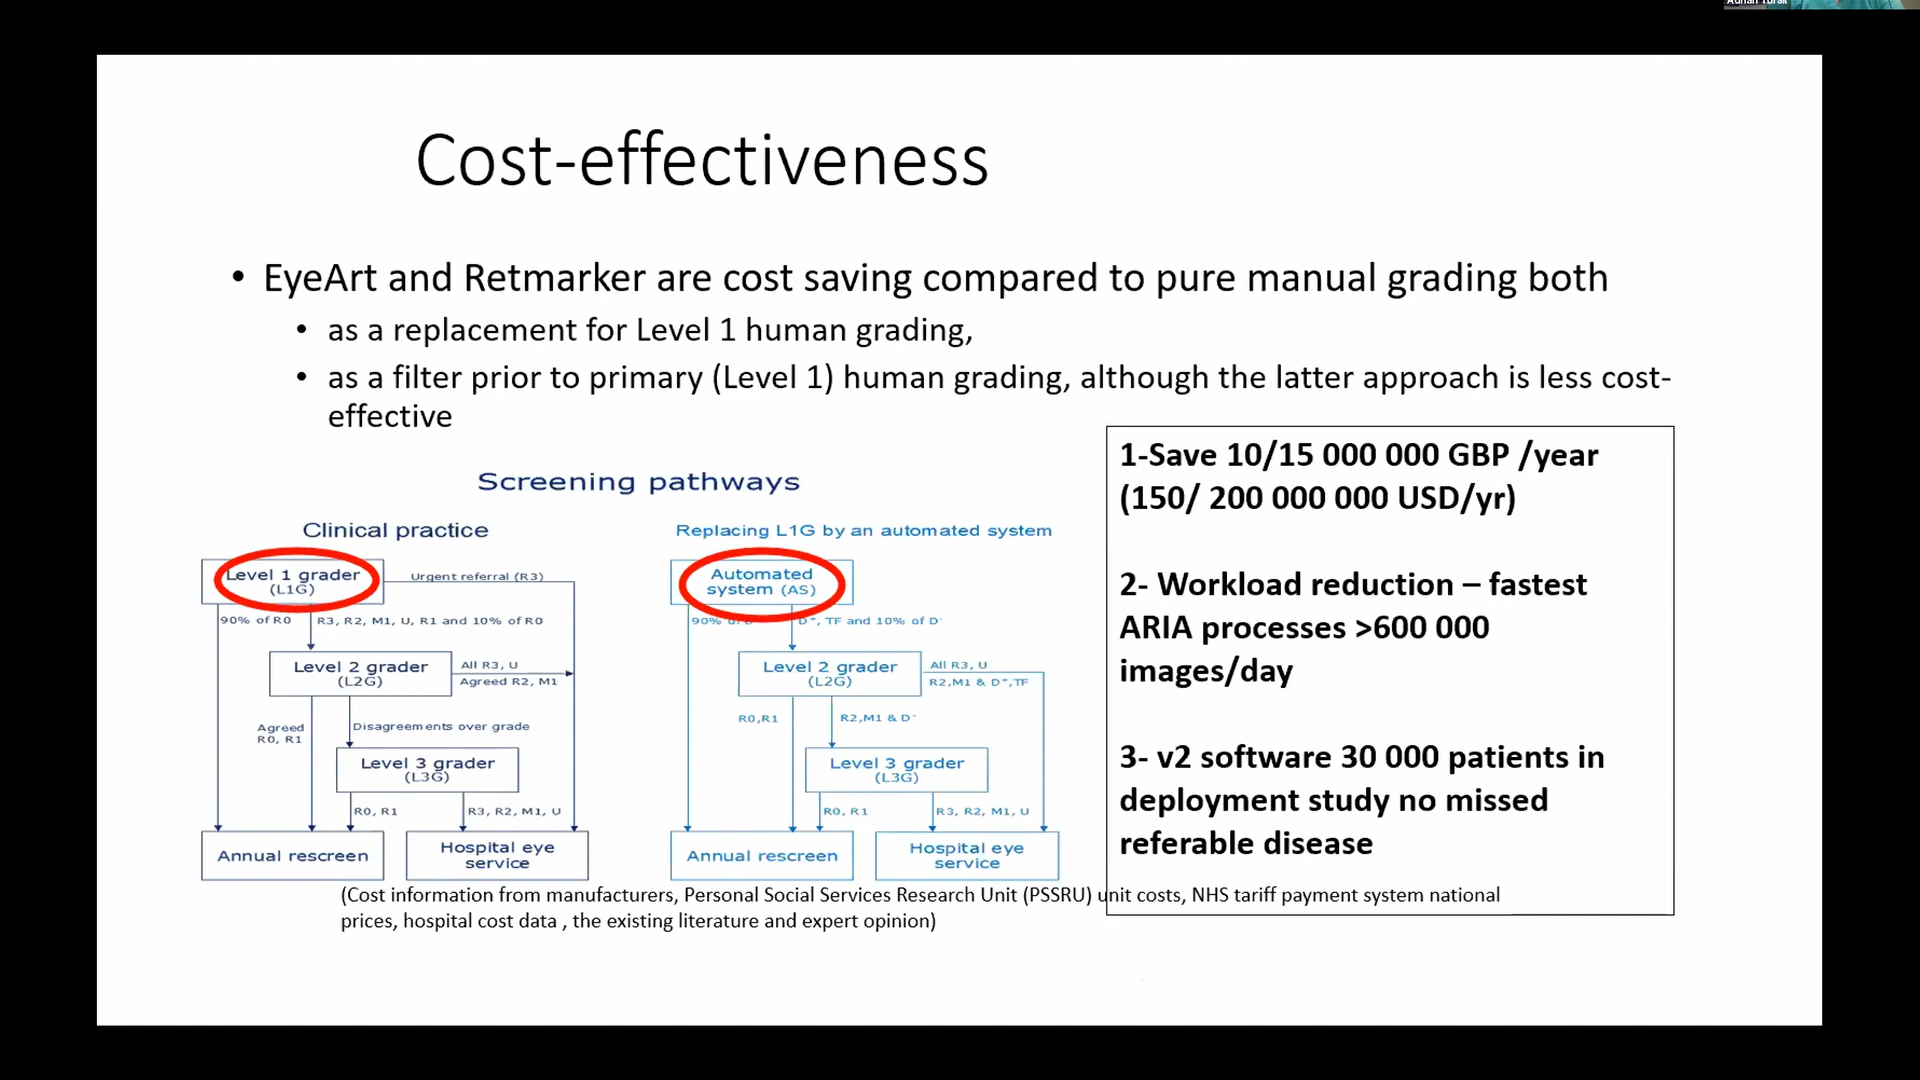 Cost-effectiveness
• EyeArt and Retmarker are cost saving compared to pure manual grading both
• as a replacement for Level 1 human grading,
• as a filter prior to primary (Level 1) human grading, although the latter approach is less cost-
effective
Screening pathways
Clinical practice
Level 1 grader
(L1G)
Urgent referral (R3)
90% of R0
R3, R2, M1, U, R1 and 10% of R0
Level 2 grader
(L2G)
All R3, U
Agreed R2, M1
Agreed
R0, R1
Disagreements over grade
Level 3 grader
(L3G)
R0, R1
R3, R2, M1, U
Annual rescreen
Hospital eye
service
Replacing L1G by an automated system
Automated
system (AS)
90% of D
D⁺, TF and 10% of D⁻
Level 2 grader
(L2G)
All R3, U
R2,M1 & D⁺,TF
R0,R1
R2,M1 & D⁻
Level 3 grader
(L3G)
R0, R1
R3, R2, M1, U
Annual rescreen
Hospital eye
service
1-Save 10/15 000 000 GBP /year
(150/ 200 000 000 USD/yr)
2- Workload reduction – fastest
ARIA processes >600 000
images/day
3- v2 software 30 000 patients in
deployment study no missed
referable disease
(Cost information from manufacturers, Personal Social Services Research Unit (PSSRU) unit costs, NHS tariff payment system national
prices, hospital cost data , the existing literature and expert opinion)